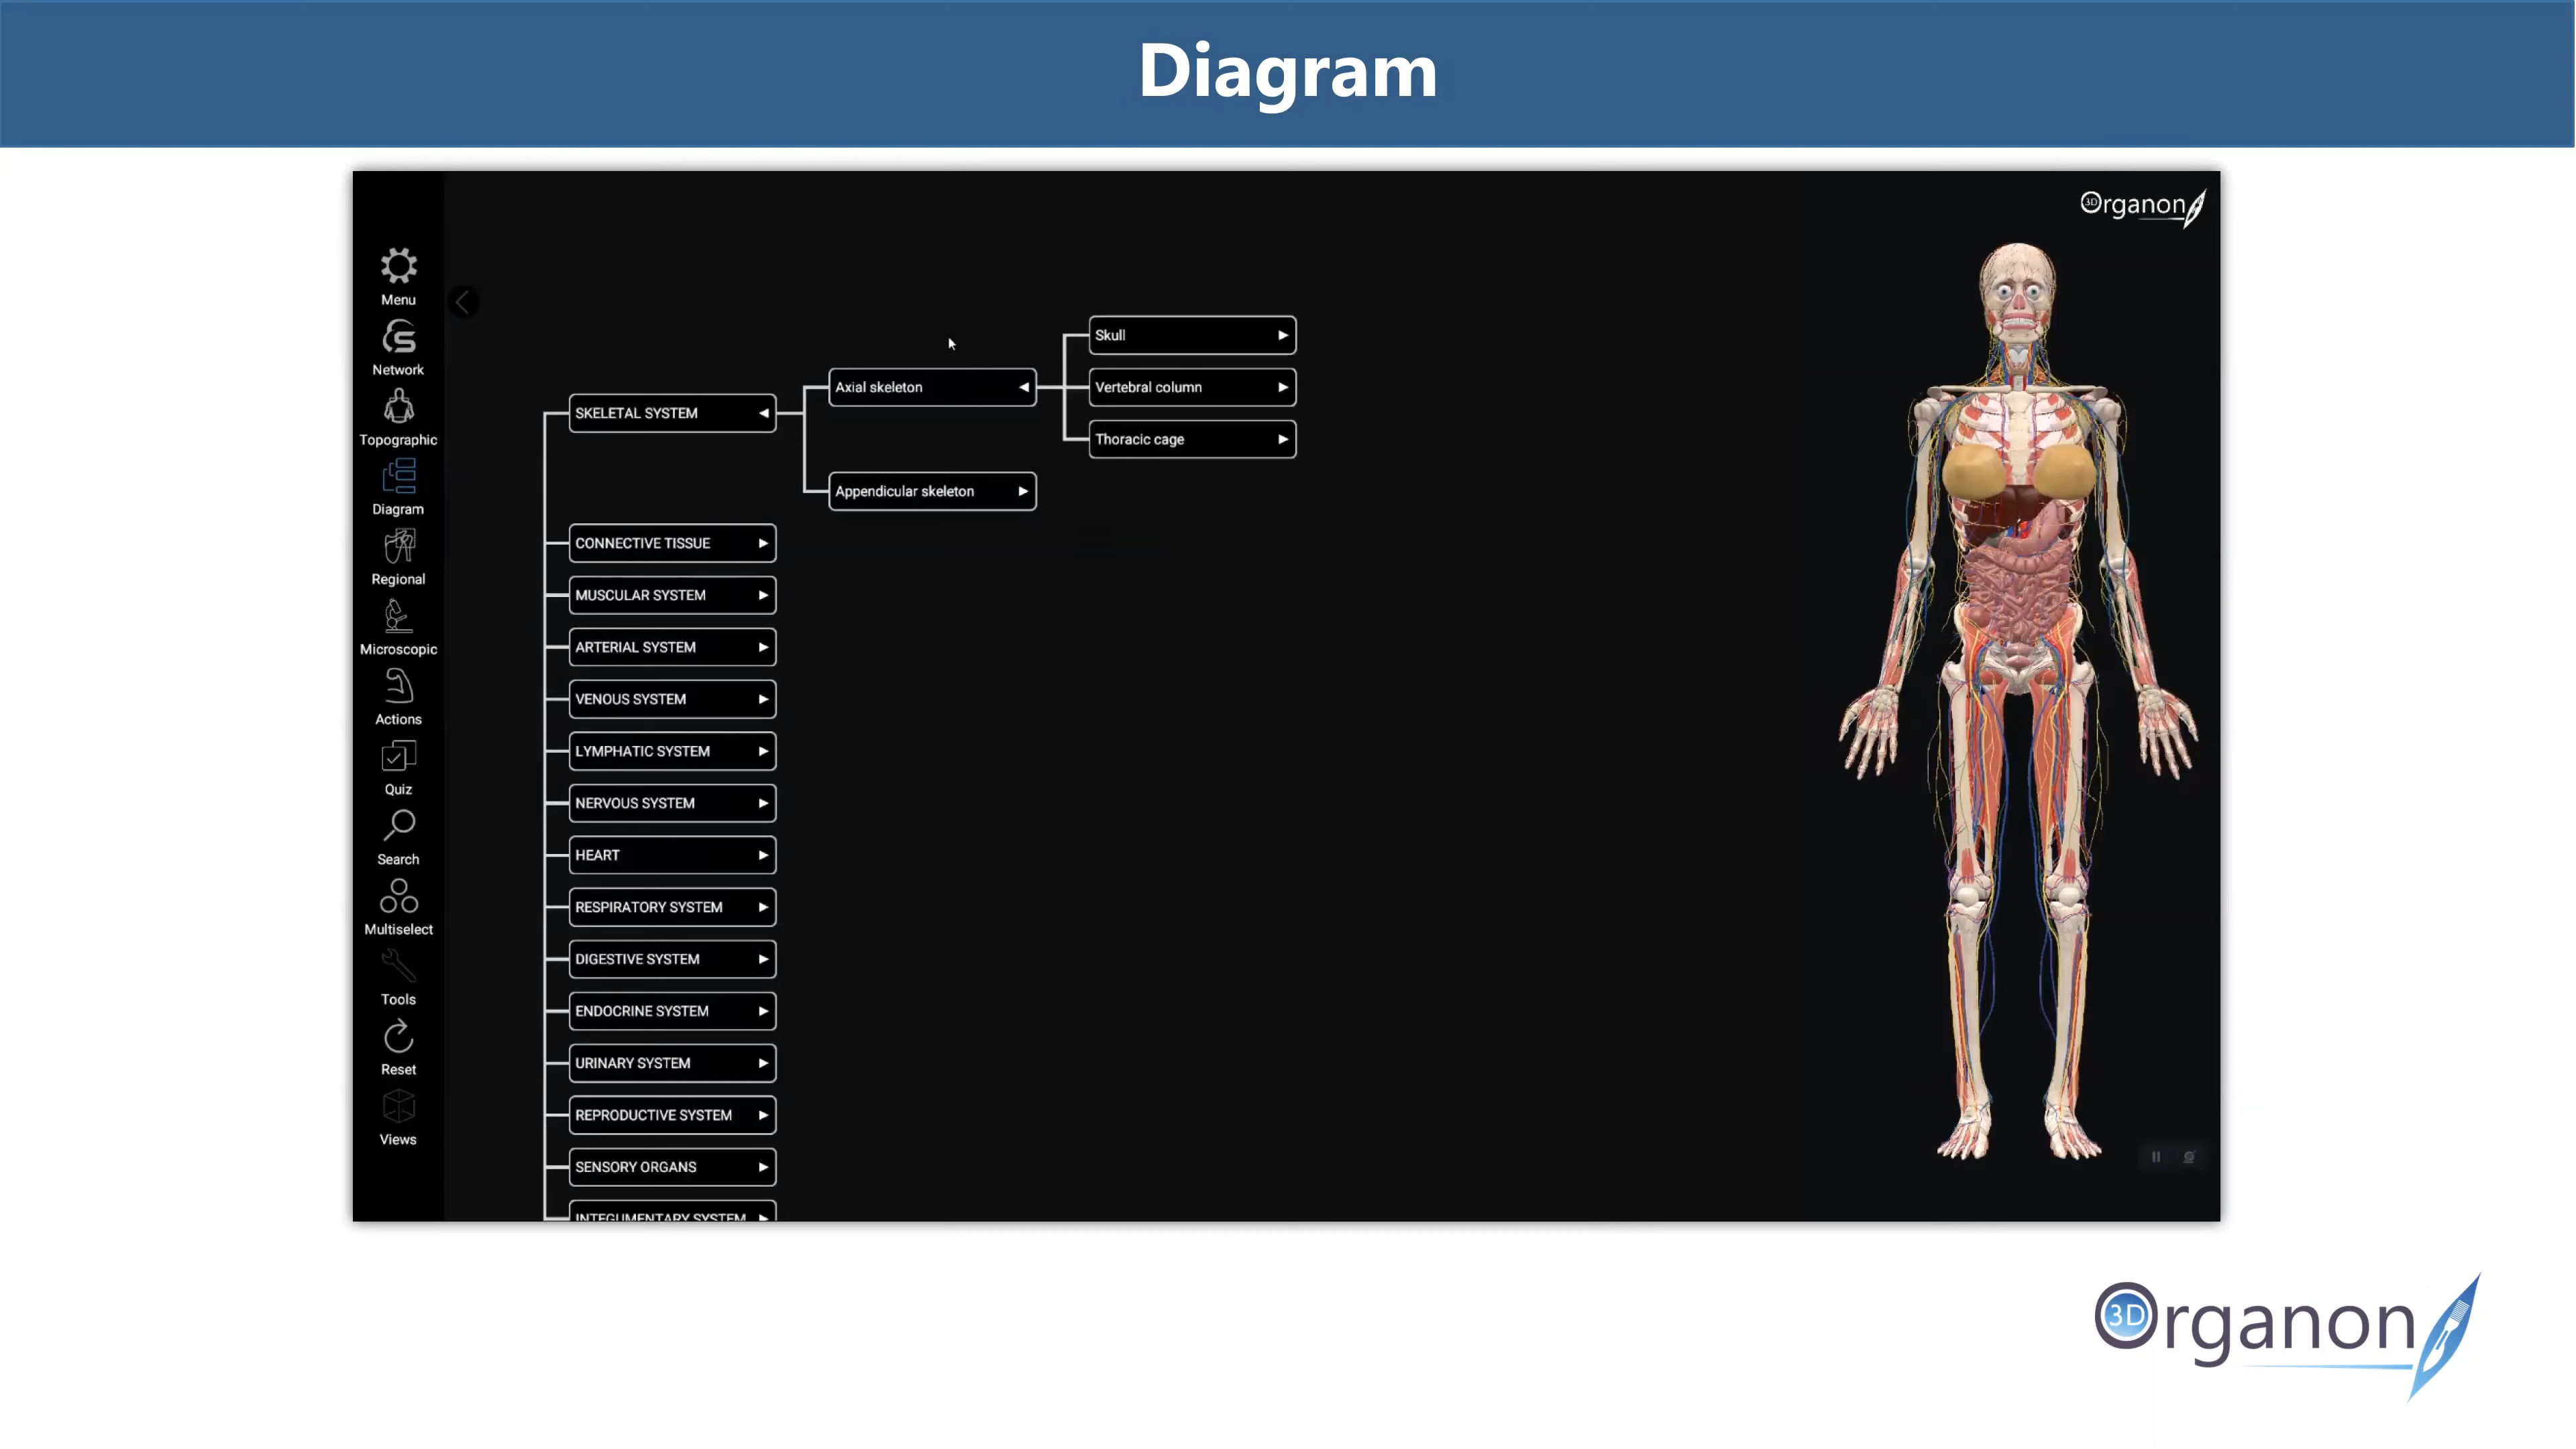 Diagram
3D Organon
Menu
Network
Topographic
Diagram
Regional
Microscopic
Actions
Quiz
Search
Multiselect
Tools
Reset
Views
SKELETAL SYSTEM
Axial skeleton
Skull
Vertebral column
Thoracic cage
Appendicular skeleton
CONNECTIVE TISSUE
MUSCULAR SYSTEM
ARTERIAL SYSTEM
VENOUS SYSTEM
LYMPHATIC SYSTEM
NERVOUS SYSTEM
HEART
RESPIRATORY SYSTEM
DIGESTIVE SYSTEM
ENDOCRINE SYSTEM
URINARY SYSTEM
REPRODUCTIVE SYSTEM
SENSORY ORGANS
INTEGUMENTARY SYSTEM
3D Organon